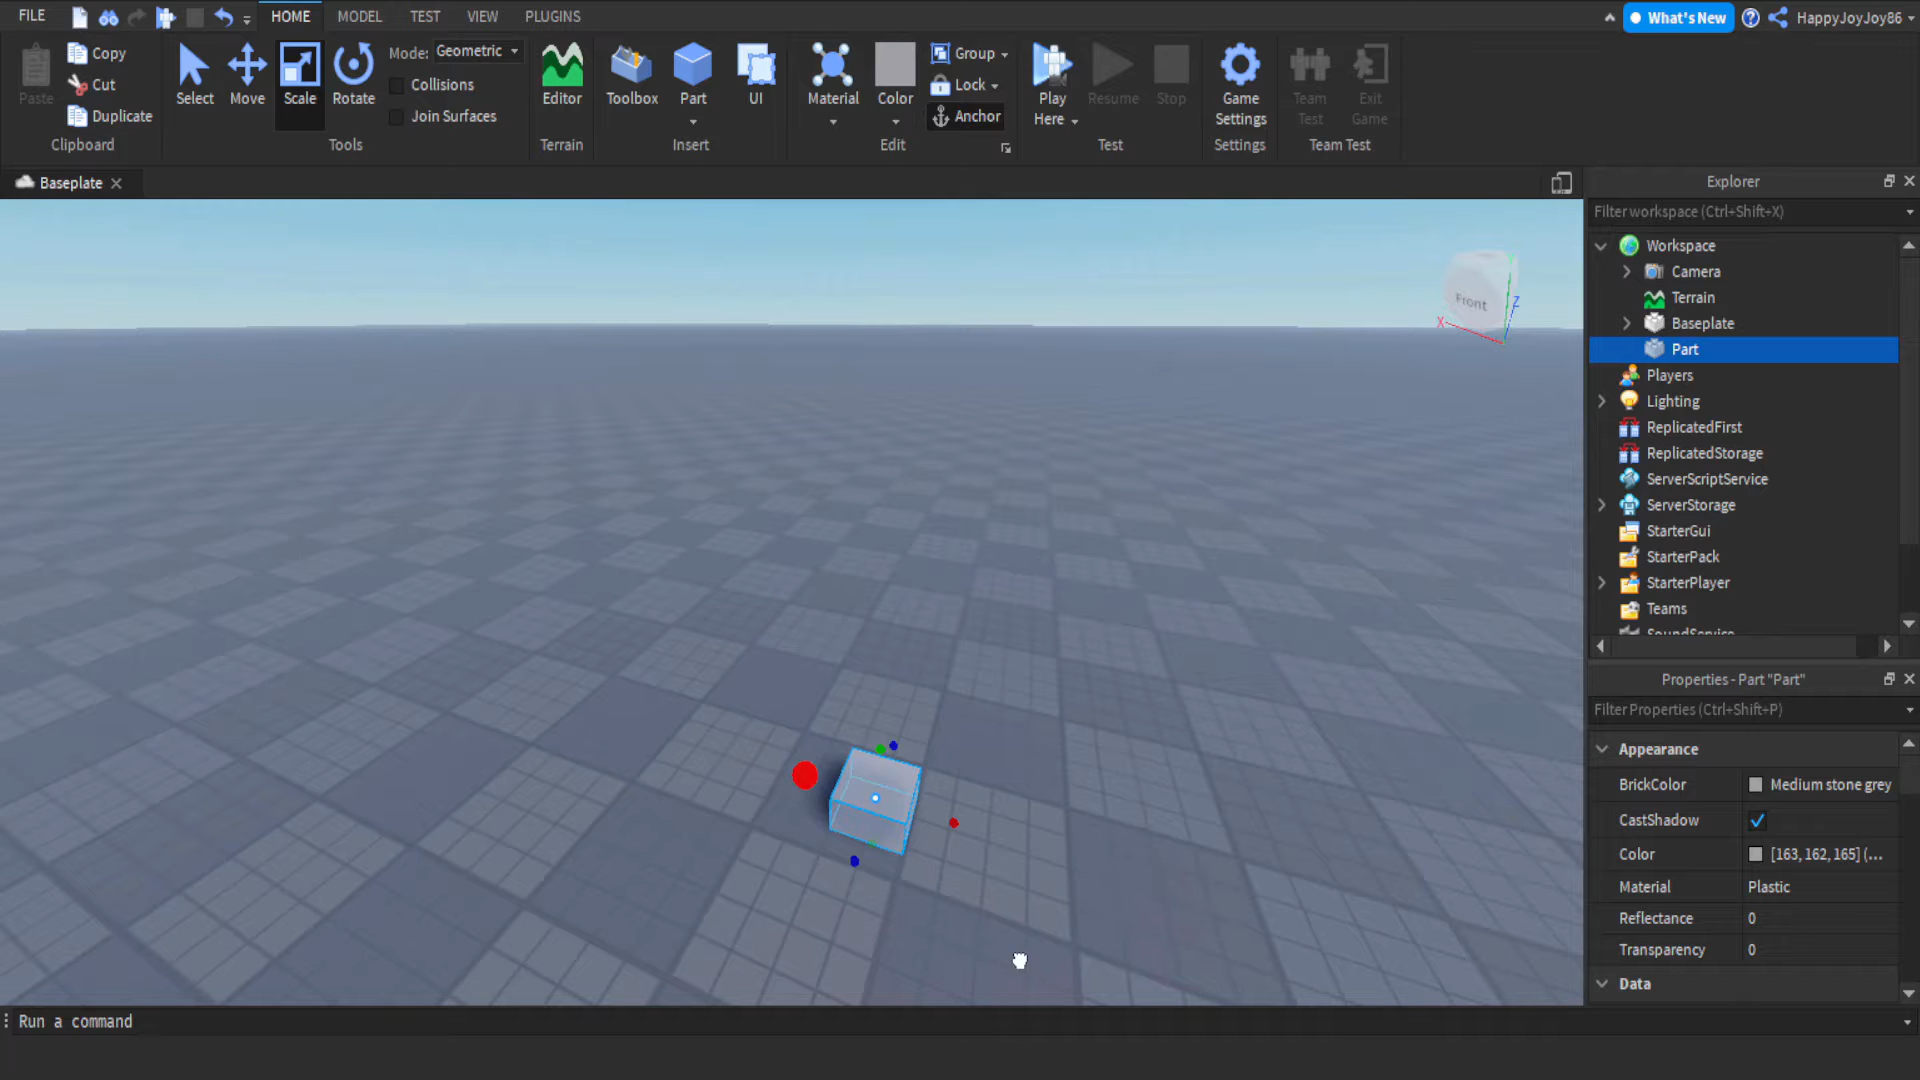 FILE HOME MODEL TEST VIEW PLUGINS What's New HappyJoyJoy86
Paste Copy Cut Duplicate Clipboard
Select Move Scale Rotate Mode: Geometric Collisions Join Surfaces Tools
Editor Terrain
Toolbox Part UI Insert
Material Color Group Lock Anchor Edit
Play Here Resume Stop Test
Game Settings Settings
Team Test Exit Game Team Test
Baseplate
Front
X
Z
Explorer
Filter workspace (Ctrl+Shift+X)
Workspace
Camera
Terrain
Baseplate
Part
Players
Lighting
ReplicatedFirst
ReplicatedStorage
ServerScriptService
ServerStorage
StarterGui
StarterPack
StarterPlayer
Teams
SoundService
Properties - Part "Part"
Filter Properties (Ctrl+Shift+P)
Appearance
BrickColor Medium stone grey
CastShadow
Color [163, 162, 165] (...
Material Plastic
Reflectance 0
Transparency 0
Data
Run a command